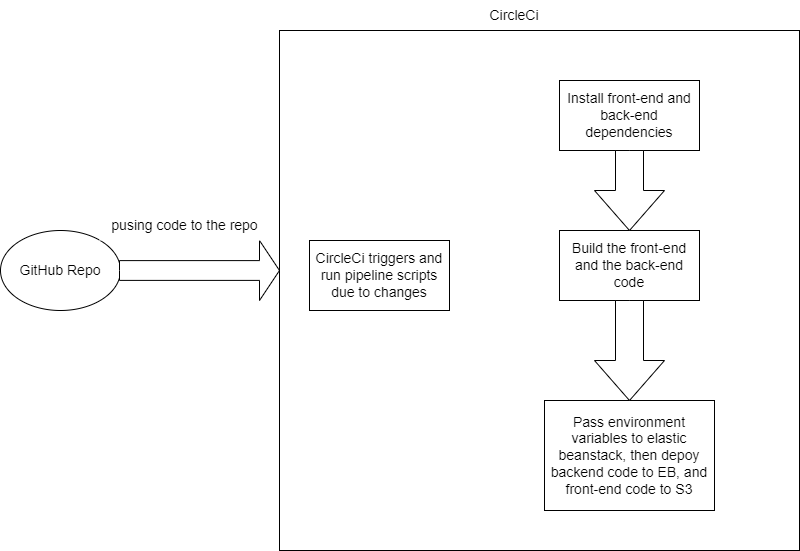 CircleCi
Install front-end and
back-end
dependencies
pusing code to the repo
GitHub Repo
CircleCi triggers and
run pipeline scripts
due to changes
Build the front-end
and the back-end
code
Pass environment
variables to elastic
beanstack, then depoy
backend code to EB, and
front-end code to S3